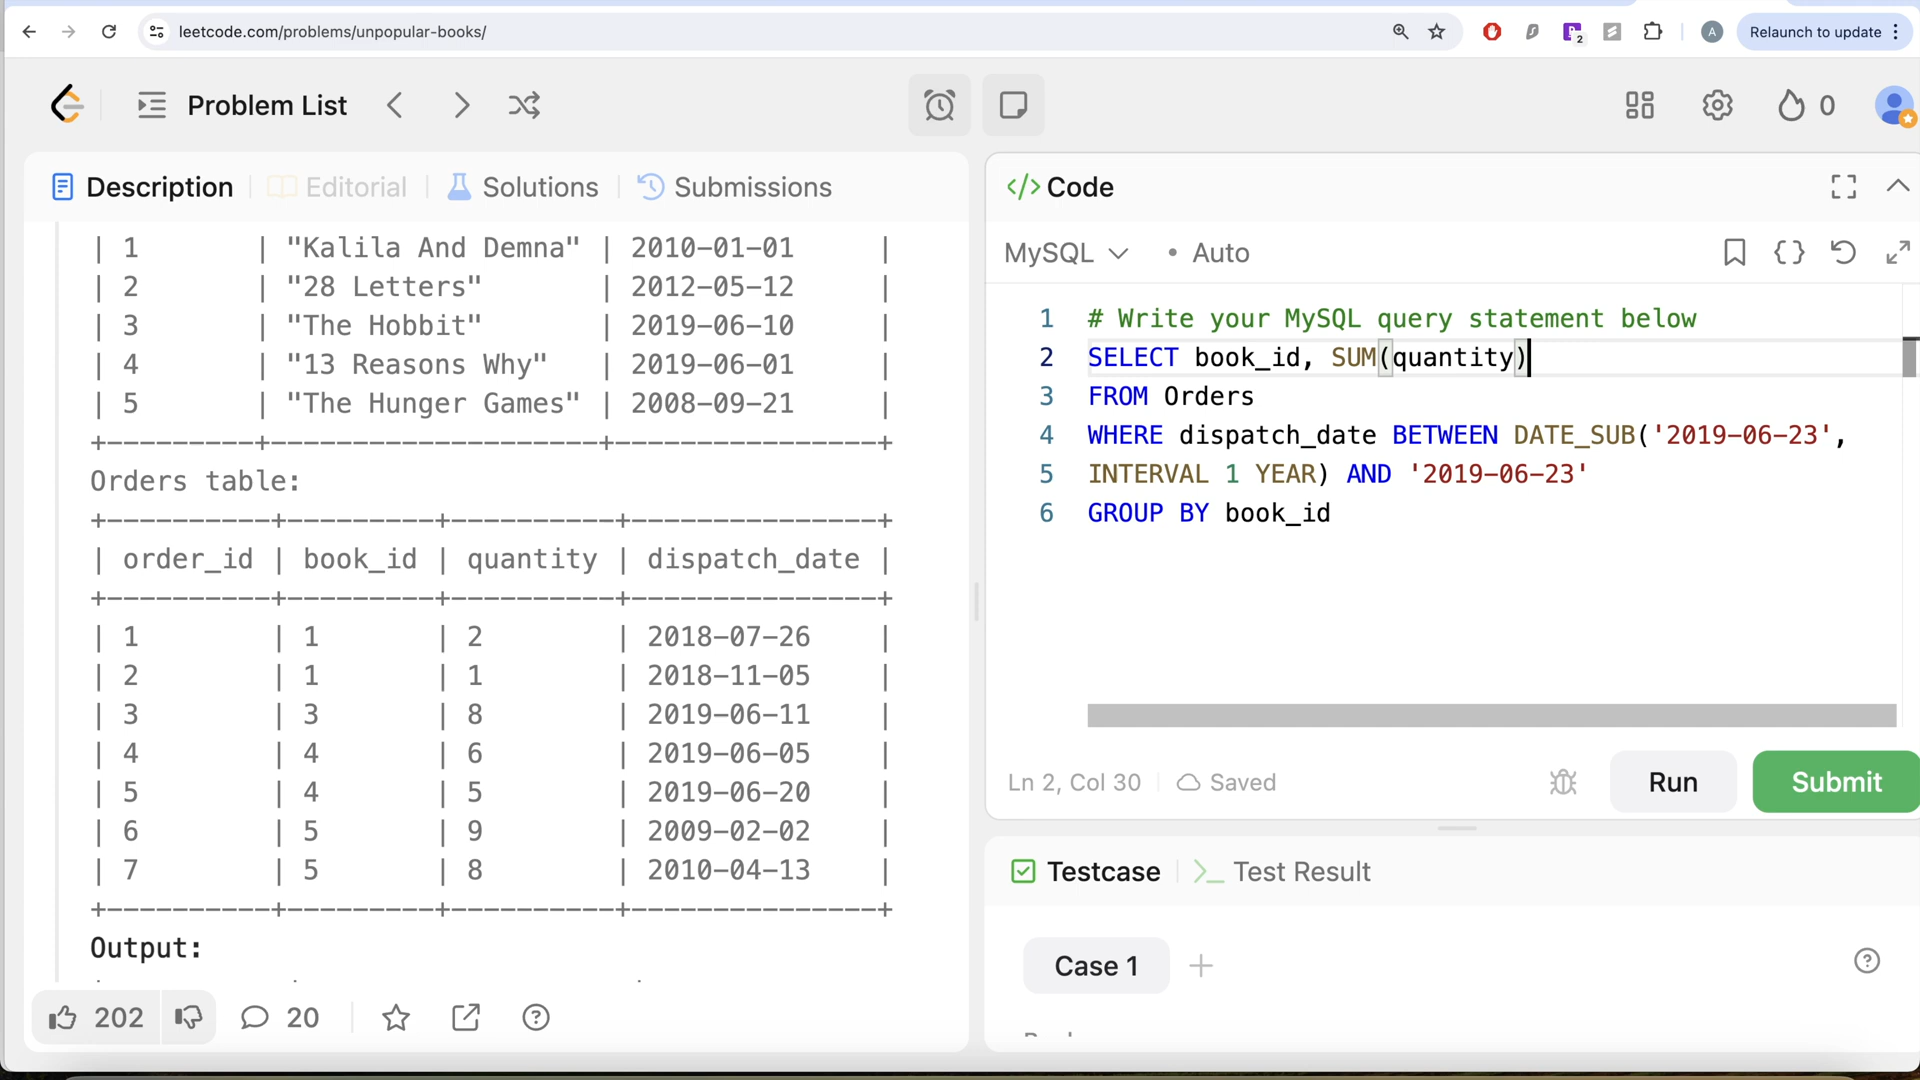 leetcode.com/problems/unpopular-books/
2
A
Relaunch to update
Problem List
0
Description
Editorial
Solutions
Submissions
| 1 | "Kalila And Demna" | 2010-01-01 |
| 2 | "28 Letters" | 2012-05-12 |
| 3 | "The Hobbit" | 2019-06-10 |
| 4 | "13 Reasons Why" | 2019-06-01 |
| 5 | "The Hunger Games" | 2008-09-21 |
+----------+--------------------+----------------+
Orders table:
+----------+---------+----------+---------------+
| order_id | book_id | quantity | dispatch_date |
+----------+---------+----------+---------------+
| 1 | 1 | 2 | 2018-07-26 |
| 2 | 1 | 1 | 2018-11-05 |
| 3 | 3 | 8 | 2019-06-11 |
| 4 | 4 | 6 | 2019-06-05 |
| 5 | 4 | 5 | 2019-06-20 |
| 6 | 5 | 9 | 2009-02-02 |
| 7 | 5 | 8 | 2010-04-13 |
+----------+---------+----------+---------------+
Output:
202
20
</> Code
MySQL
• Auto
1 # Write your MySQL query statement below
2 SELECT book_id, SUM(quantity)
3 FROM Orders
4 WHERE dispatch_date BETWEEN DATE_SUB('2019-06-23',
5 INTERVAL 1 YEAR) AND '2019-06-23'
6 GROUP BY book_id
Ln 2, Col 30
Saved
Run
Submit
Testcase
Test Result
Case 1